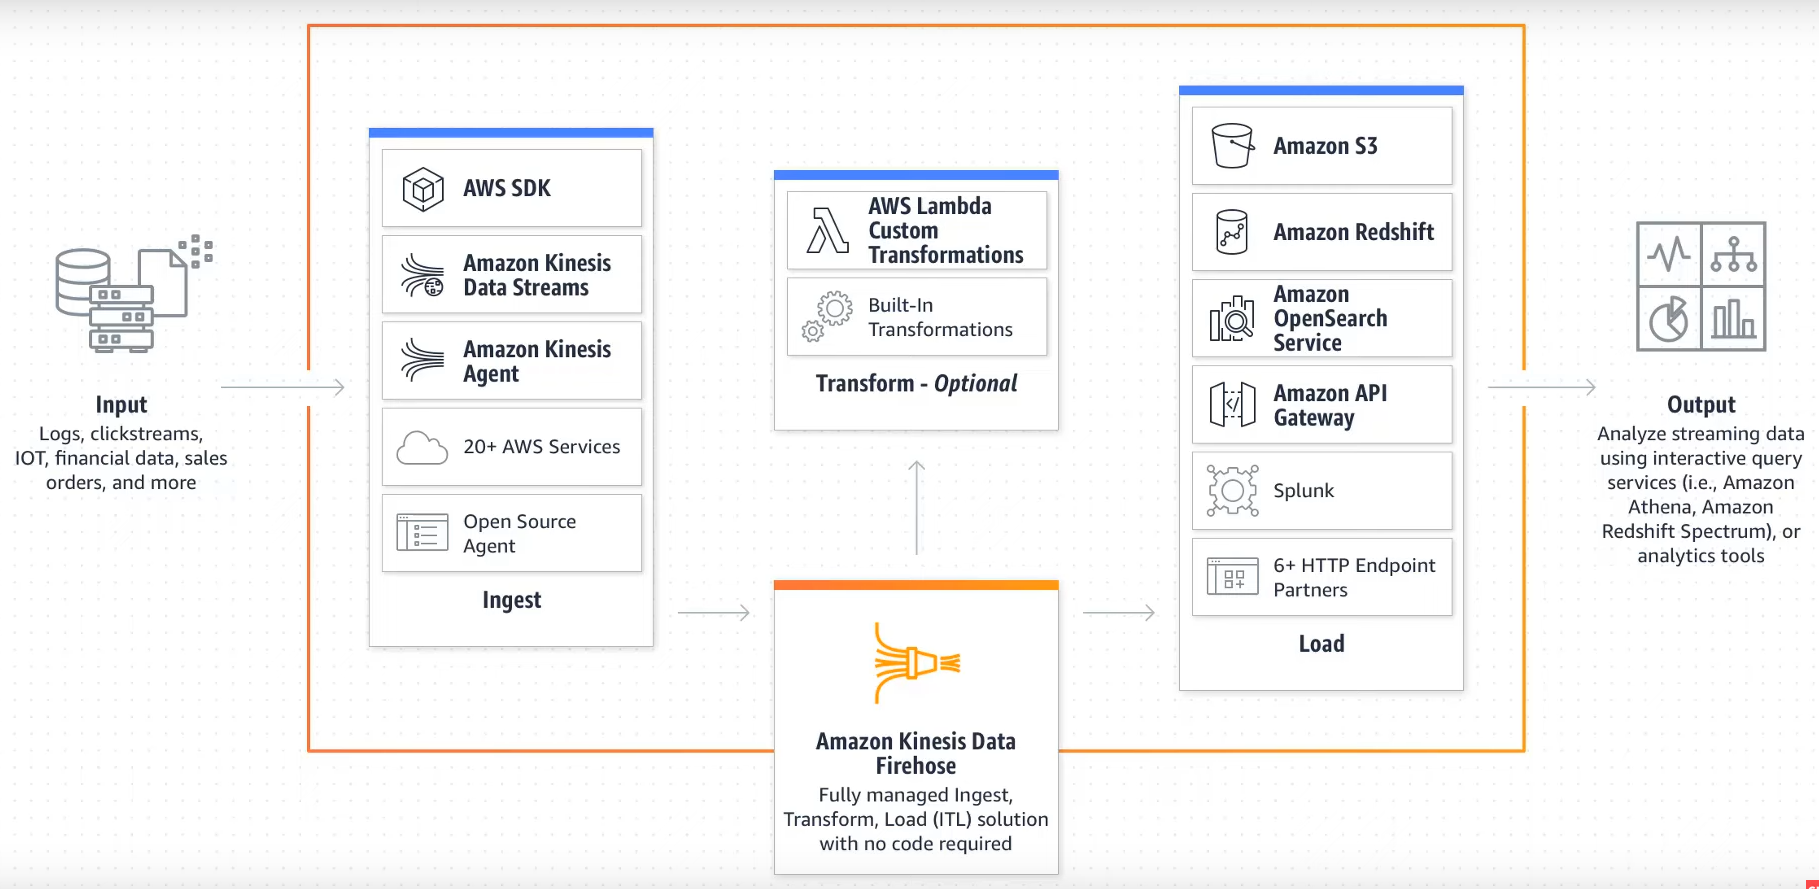 Input
Logs, clickstreams,
IOT, financial data, sales
orders, and more
AWS SDK
Amazon Kinesis
Data Streams
Amazon Kinesis
Agent
20+ AWS Services
Open Source
Agent
Ingest
AWS Lambda
Custom
Transformations
Built-In
Transformations
Transform - Optional
Amazon Kinesis Data
Firehose
Fully managed Ingest,
Transform, Load (ITL) solution
with no code required
Amazon S3
Amazon Redshift
Amazon
OpenSearch
Service
Amazon API
Gateway
Splunk
6+ HTTP Endpoint
Partners
Load
Output
Analyze streaming data
using interactive query
services (i.e., Amazon
Athena, Amazon
Redshift Spectrum), or
analytics tools